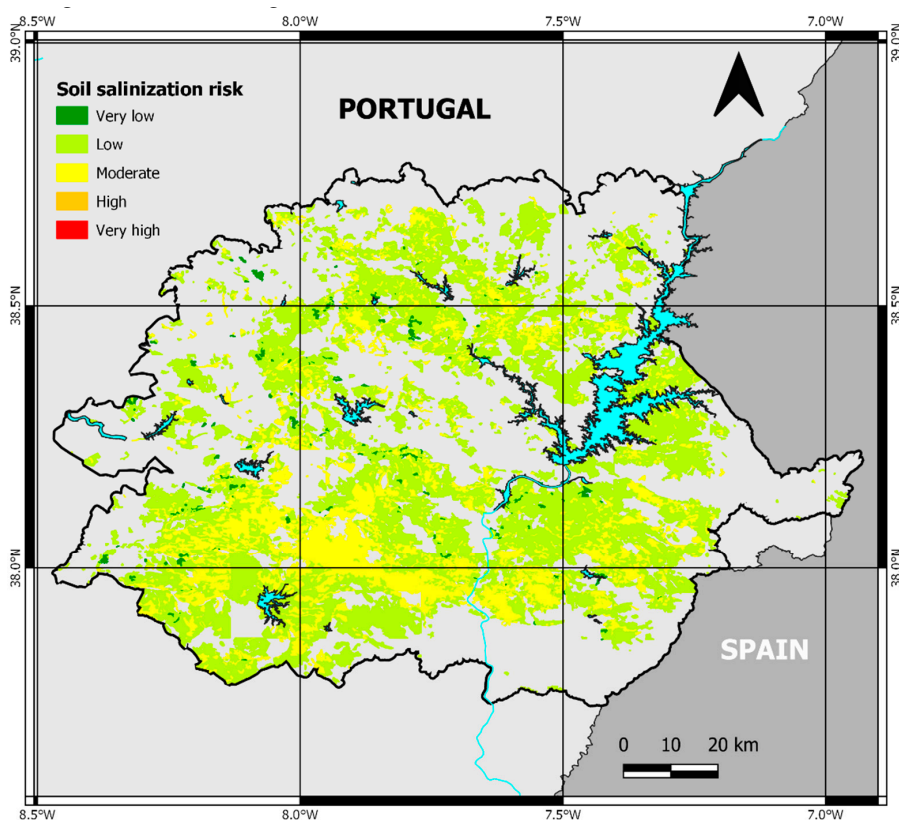 8.5°W 8.0°W 7.5°W 7.0°W
39.0°N 39.0°N
Soil salinization risk
Very low
Low
Moderate
High
Very high
PORTUGAL
38.5°N 38.5°N
38.0°N 38.0°N
SPAIN
0 10 20 km
8.5°W 8.0°W 7.5°W 7.0°W